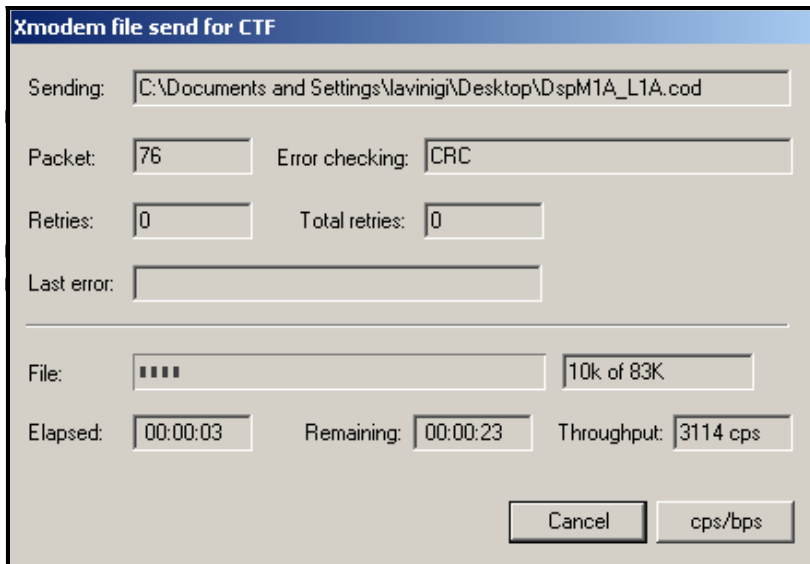 Xmodem file send for CTF
Sending: C:\Documents and Settings\lavinigi\Desktop\DspM1A_L1A.cod
Packet: 76 Error checking: CRC
Retries: 0 Total retries: 0
Last error:
File: 10k of 83K
Elapsed: 00:00:03 Remaining: 00:00:23 Throughput: 3114 cps
Cancel cps/bps